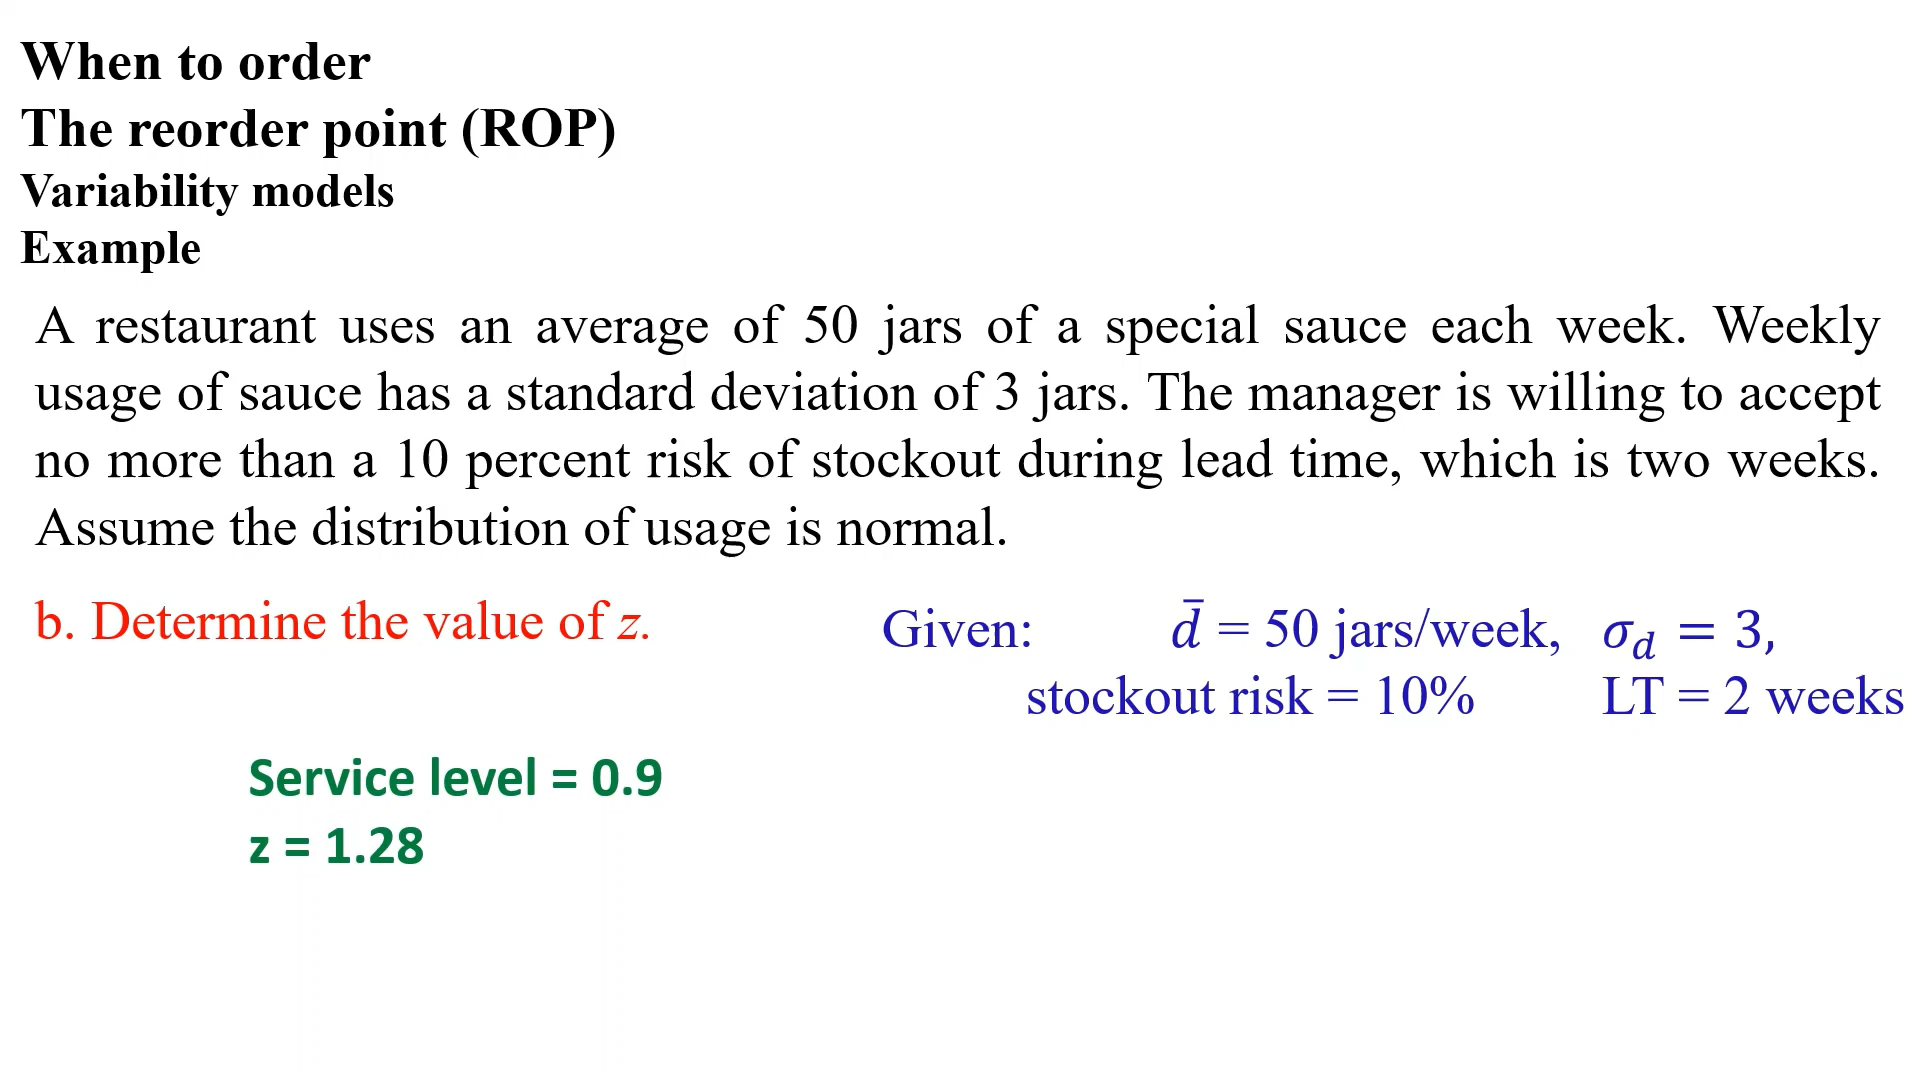 When to order
The reorder point (ROP)
Variability models
Example
A restaurant uses an average of 50 jars of a special sauce each week. Weekly
usage of sauce has a standard deviation of 3 jars. The manager is willing to accept
no more than a 10 percent risk of stockout during lead time, which is two weeks.
Assume the distribution of usage is normal.
b. Determine the value of z.
Given: d̄ = 50 jars/week, σ_d = 3,
stockout risk = 10% LT = 2 weeks
Service level = 0.9
z = 1.28